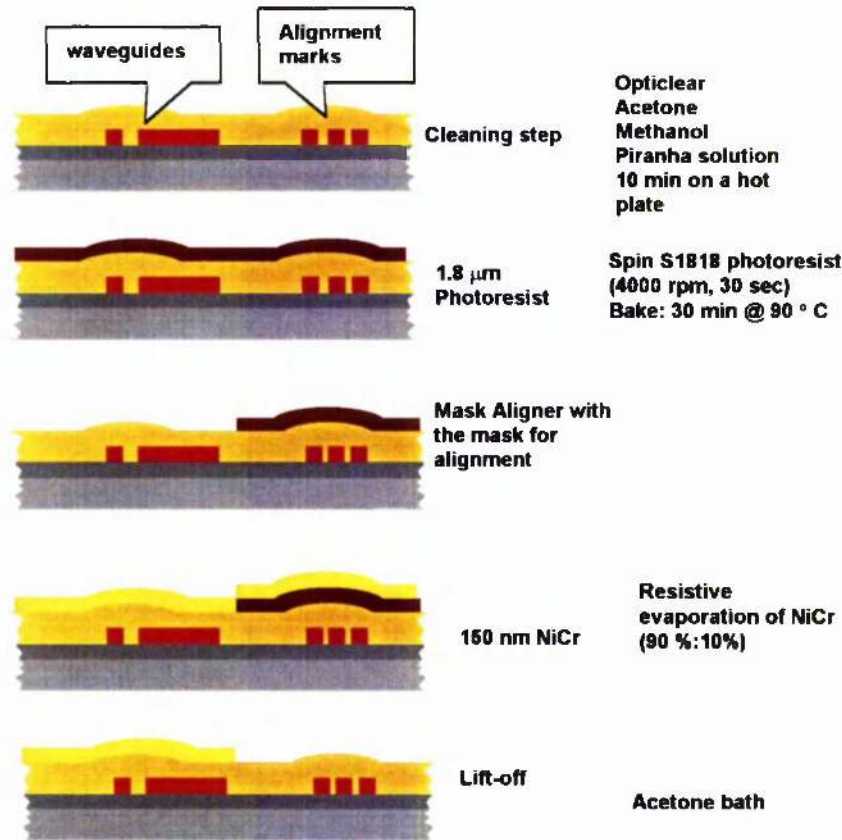 waveguides
Alignment
marks
Cleaning step
Opticlear
Acetone
Methanol
Piranha solution
10 min on a hot
plate
1.8 μm
Photoresist
Spin S1818 photoresist
(4000 rpm, 30 sec)
Bake: 30 min @ 90 ° C
Mask Aligner with
the mask for
alignment
150 nm NiCr
Resistive
evaporation of NiCr
(90 %:10%)
Lift-off
Acetone bath